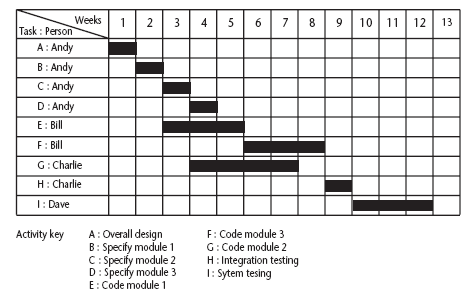 Weeks
Task : Person
1 2 3 4 5 6 7 8 9 10 11 12 13
A : Andy
B : Andy
C : Andy
D : Andy
E : Bill
F : Bill
G : Charlie
H : Charlie
I : Dave
Activity key A : Overall design F : Code module 3
B : Specify module 1 G : Code module 2
C : Specify module 2 H : Integration testing
D : Specify module 3 I : Sytem tesing
E : Code module 1